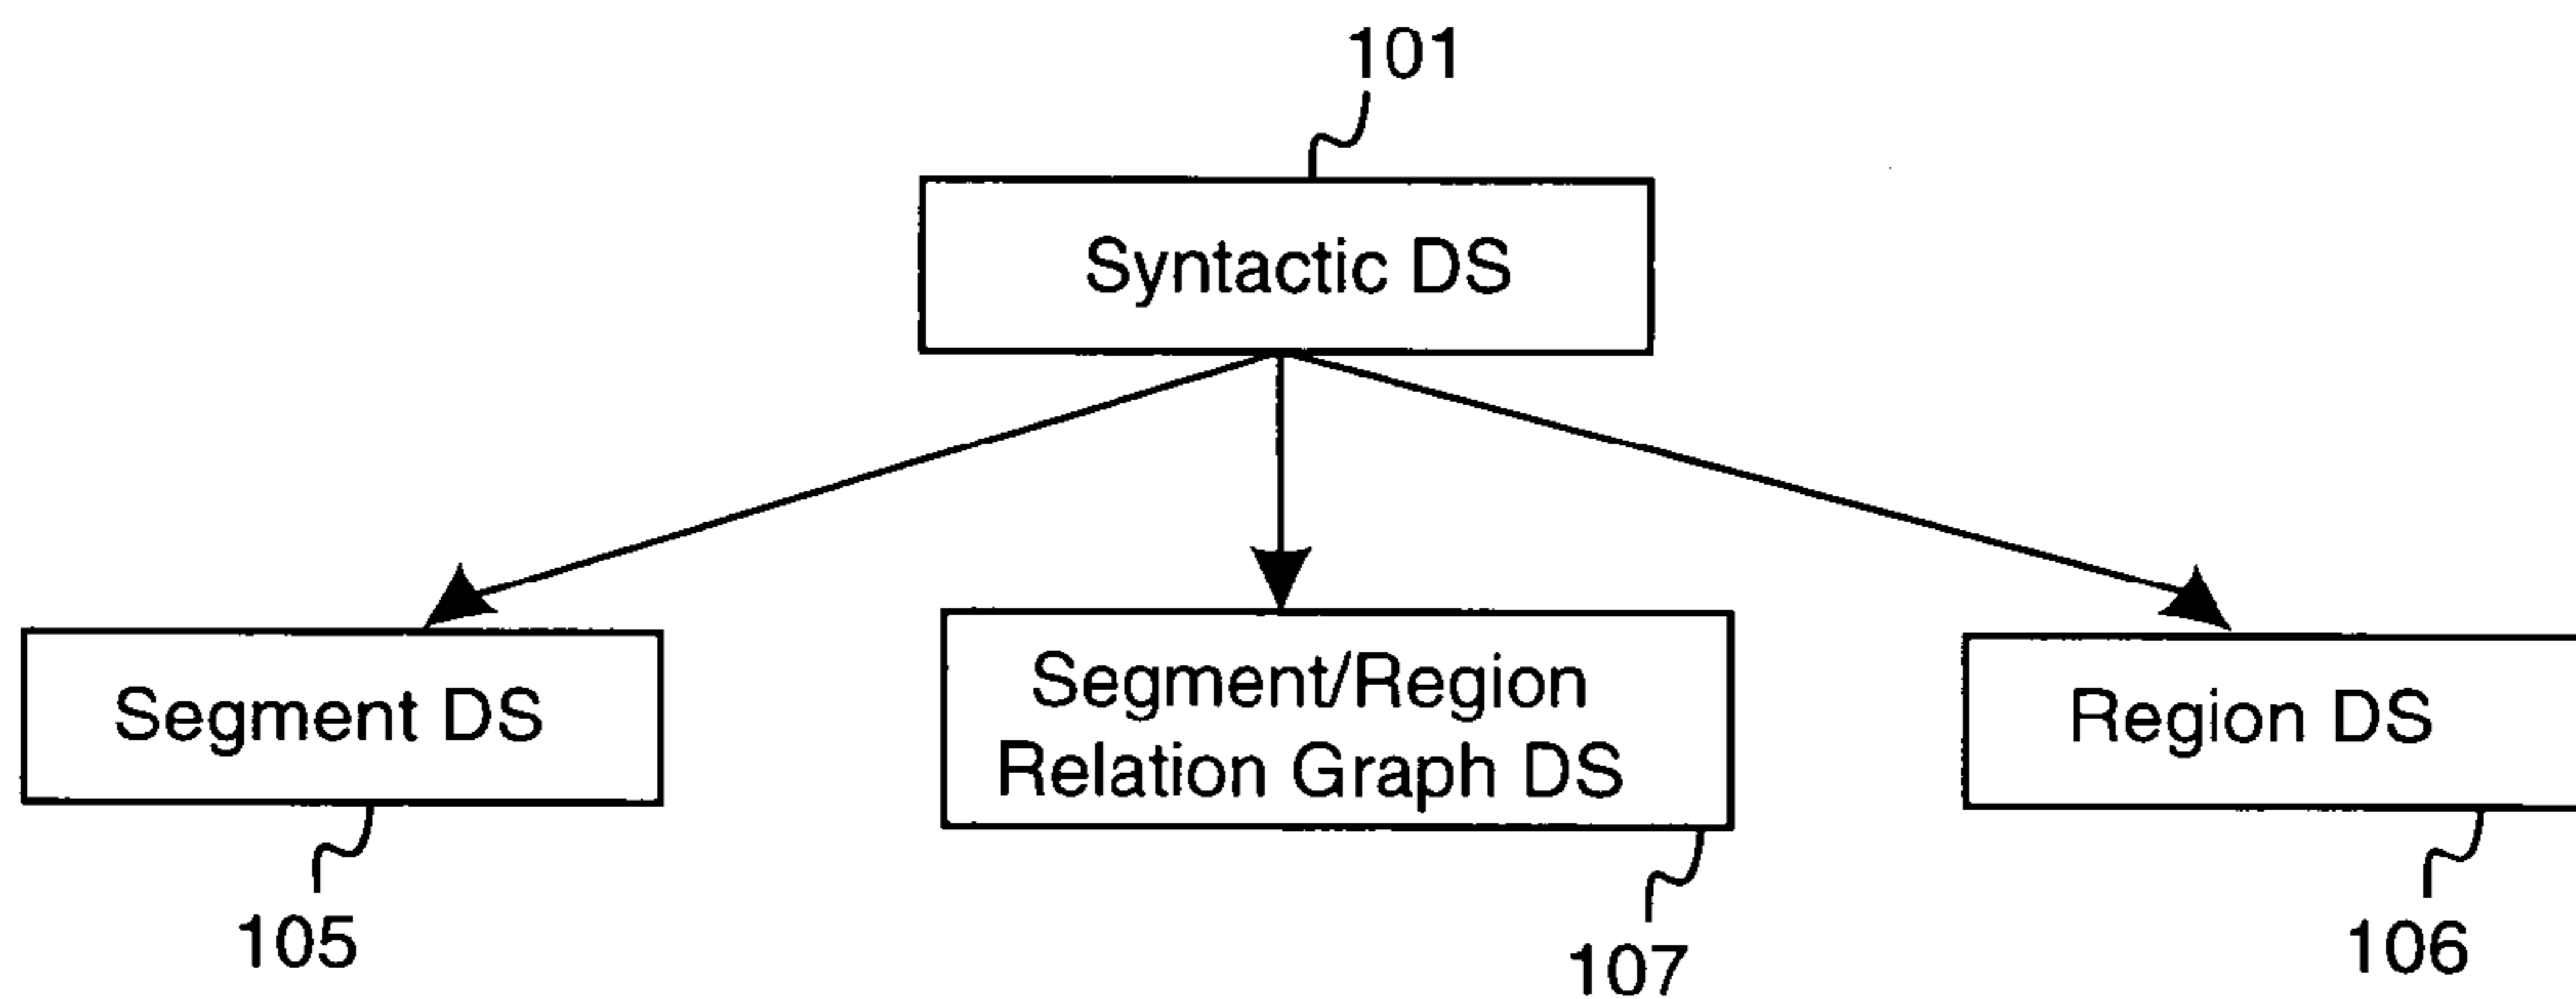 101
Syntactic DS
Segment DS
Segment/Region
Relation Graph DS
Region DS
105
107
106